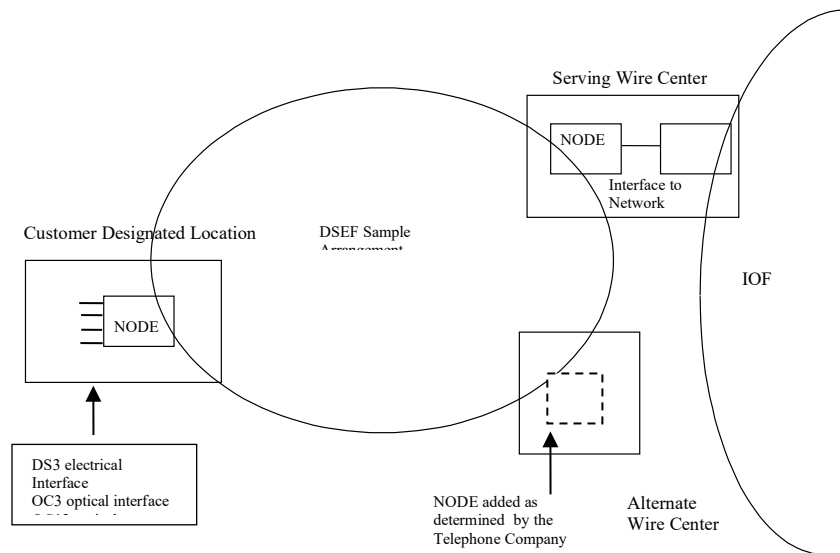 Serving Wire Center
NODE
Interface to
Network
Customer Designated Location
DSEF Sample
Arrangement
IOF
NODE
DS3 electrical
Interface
OC3 optical interface
NODE added as
determined by the
Telephone Company
Alternate
Wire Center